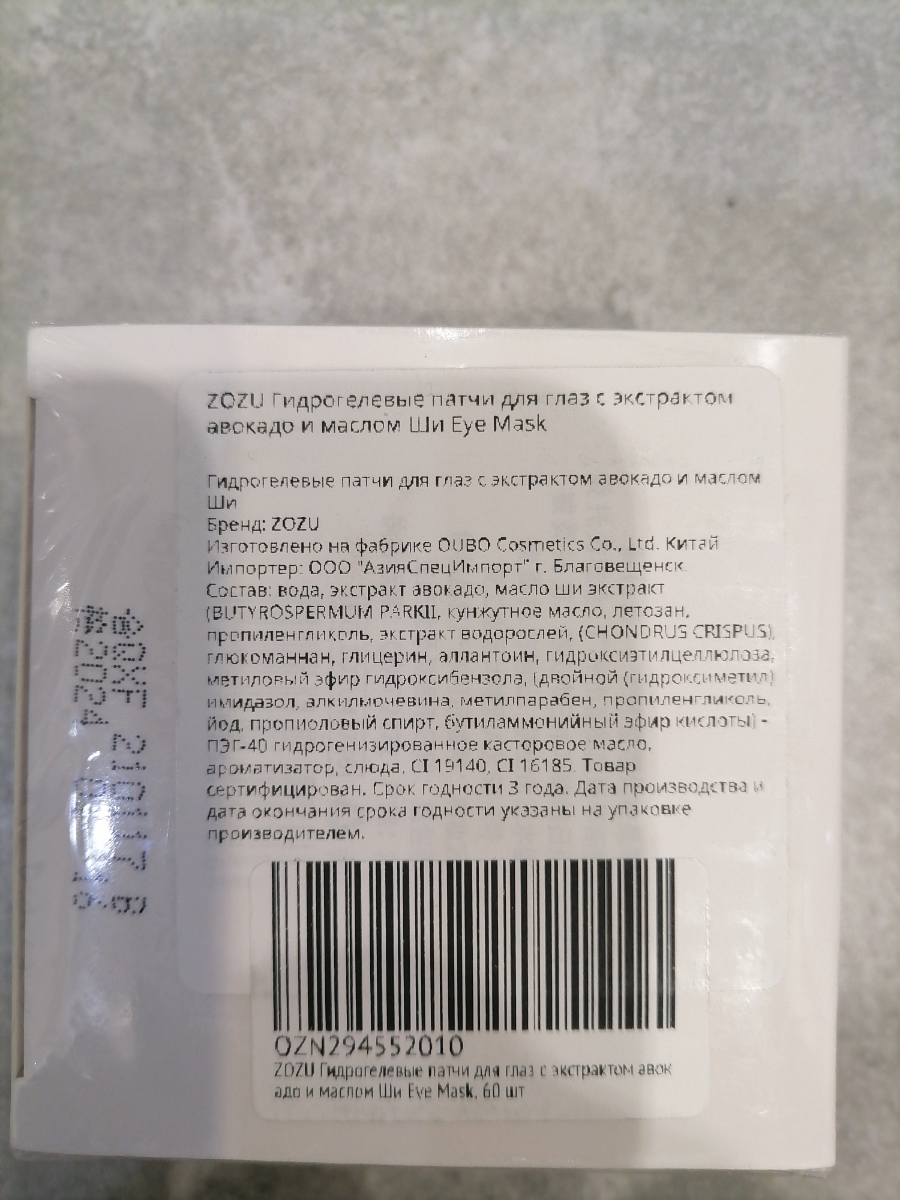 ZOZU Гидрогелевые патчи для глаз с экстрактом
авокадо и маслом Ши Eye Mask
Гидрогелевые патчи для глаз с экстрактом авокадо и маслом
Ши
Бренд: ZOZU
Изготовлено на фабрике OUBO Cosmetics Co., Ltd. Китай
Импортер: ООО "АзияСпецИмпорт" г. Благовещенск.
Состав: вода, экстракт авокадо, масло ши экстракт
(BUTYROSPERMUM PARKII, кунжутное масло, летозан,
пропиленгликоль, экстракт водорослей, (CHONDRUS CRISPUS),
глюкоманнан, глицерин, аллантоин, гидроксиэтилцеллюлоза,
метиловый эфир гидроксибензола, (двойной (гидроксиметил)
имидазол, алкилмочевина, метилпарабен, пропиленгликоль,
йод, пропиоловый спирт, бутиламмонийный эфир кислоты) -
ПЭГ-40 гидрогенизированное касторовое масло,
ароматизатор, слюда, CI 19140, CI 16185. Товар
сертифицирован. Срок годности 3 года. Дата производства и
дата окончания срока годности указаны на упаковке
производителем.
OZN294552010
ZOZU Гидрогелевые патчи для глаз с экстрактом авок
адо и маслом Ши Eye Mask, 60 шт